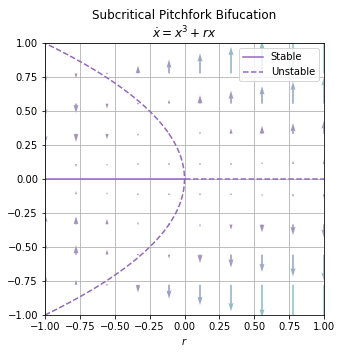 Subcritical Pitchfork Bifucation
ẋ = x³ + rx
Stable
Unstable
1.00
0.75
0.50
0.25
0.00
−0.25
−0.50
−0.75
−1.00
−1.00 −0.75 −0.50 −0.25 0.00 0.25 0.50 0.75 1.00
r